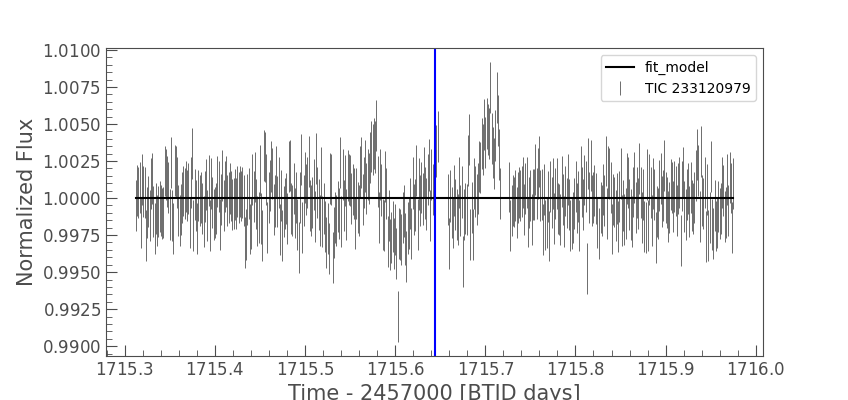 1.0100
1.0075
1.0050
1.0025
1.0000
0.9975
0.9950
0.9925
0.9900
Normalized Flux
fit_model
TIC 233120979
1715.3 1715.4 1715.5 1715.6 1715.7 1715.8 1715.9 1716.0
Time - 2457000 [BTJD days]